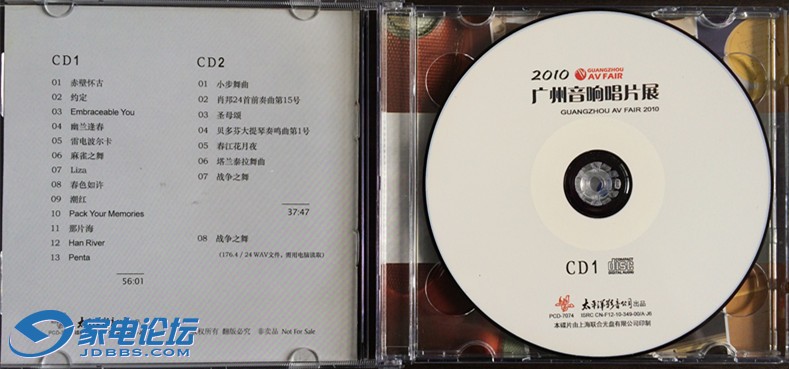 CD1
01 赤壁怀古
02 约定
03 Embraceable You
04 幽兰逢春
05 雷电波尔卡
06 麻雀之舞
07 Liza
08 春色如许
09 潮红
10 Pack Your Memories
11 那片海
12 Han River
13 Penta
56:01
CD2
01 小步舞曲
02 肖邦24首前奏曲第15号
03 圣母颂
04 贝多芬大提琴奏鸣曲第1号
05 春江花月夜
06 塔兰泰拉舞曲
07 战争之舞
37:47
08 战争之舞
(176.4 / 24 WAV文件，需用电脑读取)
太平洋影音
权所有 翻版必究 非卖品 Not For Sale
家电论坛
JDBBS.COM
2010 GUANGZHOU AV FAIR
广州音响唱片展
GUANGZHOU AV FAIR 2010
CD1 COMPACT disc DIGITAL AUDIO
太平洋影音公司出品
PCD-7074 ISRC CN-F12-10-349-00/A.J6
本碟片由上海联合光盘有限公司印制